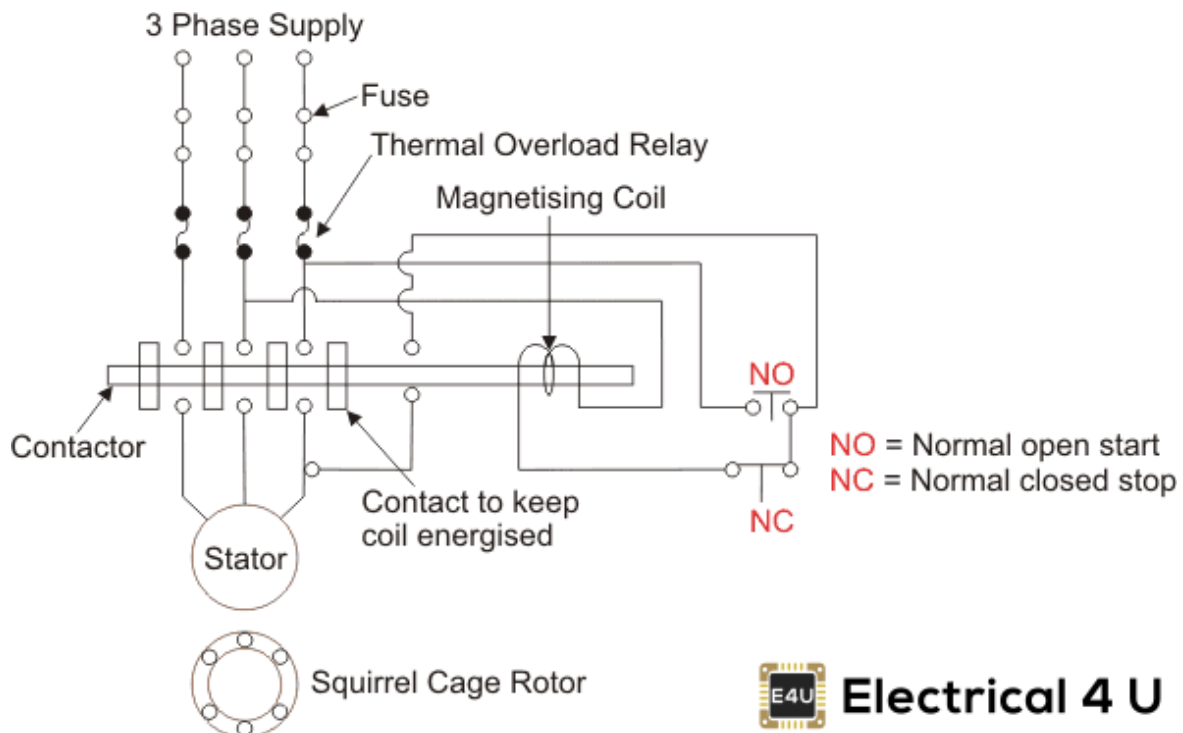 3 Phase Supply
Fuse
Thermal Overload Relay
Magnetising Coil
NO
Contactor
NO = Normal open start
NC = Normal closed stop
Contact to keep
coil energised
NC
Stator
Squirrel Cage Rotor
E4U
Electrical 4 U